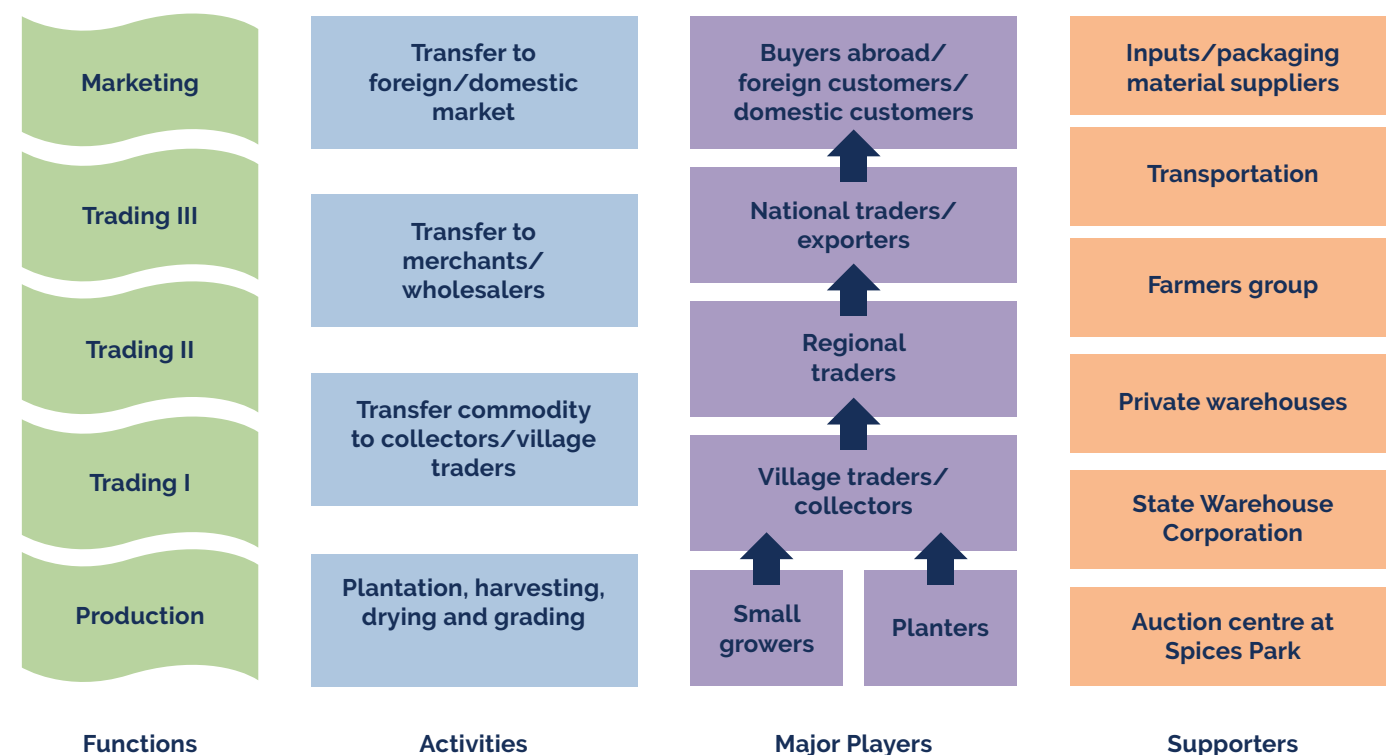 Marketing
Trading III
Trading II
Trading I
Production
Functions
Transfer to
foreign/domestic
market
Transfer to
merchants/
wholesalers
Transfer commodity
to collectors/village
traders
Plantation, harvesting,
drying and grading
Activities
Buyers abroad/
foreign customers/
domestic customers
National traders/
exporters
Regional
traders
Village traders/
collectors
Small
growers
Planters
Major Players
Inputs/packaging
material suppliers
Transportation
Farmers group
Private warehouses
State Warehouse
Corporation
Auction centre at
Spices Park
Supporters